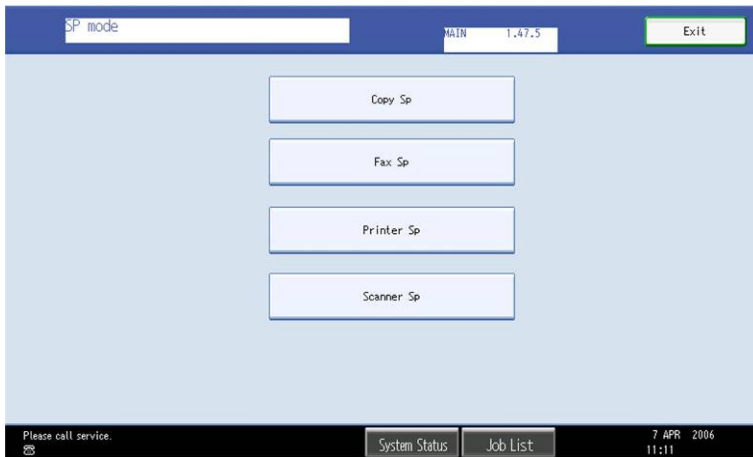 SP mode
MAIN 1.47.5
Exit
Copy Sp
Fax Sp
Printer Sp
Scanner Sp
Please call service.
System Status
Job List
7 APR 2006
11:11